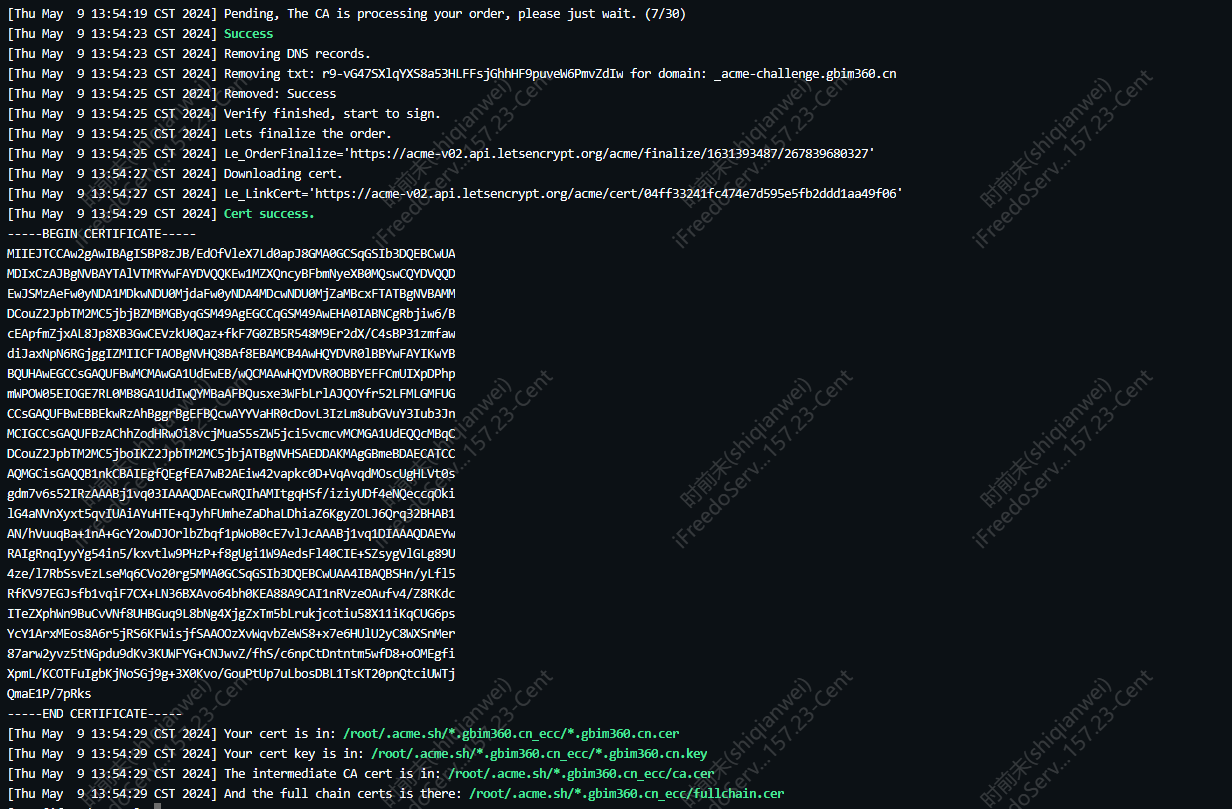 [Thu May  9 13:54:19 CST 2024] Pending, The CA is processing your order, please just wait. (7/30)
[Thu May  9 13:54:23 CST 2024] Success
[Thu May  9 13:54:23 CST 2024] Removing DNS records.
[Thu May  9 13:54:23 CST 2024] Removing txt: r9-vG47SXlqYXS8a53HLFFsjGhhHF9puveW6PmvZdIw for domain: _acme-challenge.gbim360.cn
[Thu May  9 13:54:25 CST 2024] Removed: Success
[Thu May  9 13:54:25 CST 2024] Verify finished, start to sign.
[Thu May  9 13:54:25 CST 2024] Lets finalize the order.
[Thu May  9 13:54:25 CST 2024] Le_OrderFinalize='https://acme-v02.api.letsencrypt.org/acme/finalize/1631393487/267839680327'
[Thu May  9 13:54:27 CST 2024] Downloading cert.
[Thu May  9 13:54:27 CST 2024] Le_LinkCert='https://acme-v02.api.letsencrypt.org/acme/cert/04ff33241fc474e7d595e5fb2ddd1aa49f06'
[Thu May  9 13:54:29 CST 2024] Cert success.
-----BEGIN CERTIFICATE-----
MIIEJTCCAw2gAwIBAgISBP8zJB/EdOfVleX7Ld0apJ8GMA0GCSqGSIb3DQEBCwUA
MDIxCzAJBgNVBAYTAlVTMRYwFAYDVQQKEw1MZXQncyBFbmNyeXB0MQswCQYDVQQD
EwJSMzAeFw0yNDA1MDkwNDU0MjdaFw0yNDA4MDcwNDU0MjZaMBcxFTATBgNVBAMM
DCouZ2JpbTM2MC5jbjBZMBMGByqGSM49AgEGCCqGSM49AwEHA0IABNCgRbjiw6/B
cEApfmZjxAL8Jp8XB3GwCEVzkU0Qaz+fkF7G0ZB5R548M9Er2dX/C4sBP31zmfaw
diJaxNpN6RGjggIZMIICFTAOBgNVHQ8BAf8EBAMCB4AwHQYDVR0lBBYwFAYIKwYB
BQUHAwEGCCsGAQUFBwMCMAwGA1UdEwEB/wQCMAAwHQYDVR0OBBYEFFCmUIXpDPhp
mWPOW05EIOGE7RL0MB8GA1UdIwQYMBaAFBQusxe3WFbLrlAJQOYfr52LFMLGMFUG
CCsGAQUFBwEBBEkwRzAhBggrBgEFBQcwAYYVaHR0cDovL3IzLm8ubGVuY3Iub3Jn
MCIGCCsGAQUFBzAChhZodHRwOi8vcjMuaS5sZW5jci5vcmcvMCMGA1UdEQQcMBqC
DCouZ2JpbTM2MC5jboIKZ2JpbTM2MC5jbjATBgNVHSAEDDAKMAgGBmeBDAECATCC
AQMGCisGAQQB1nkCBAIEgfQEgfEA7wB2AEiw42vapkc0D+VqAvqdMOscUgHLVt0s
gdm7v6s52IRzAAABj1vq03IAAAQDAEcwRQIhAMItgqHSf/iziyUDf4eNQeccqOki
lG4aNVnXyxt5qvIUAiAYuHTE+qJyhFUmheZaDhaLDhiaZ6KgyZOLJ6Qrq32BHAB1
AN/hVuuqBa+1nA+GcY2owDJOrlbZbqf1pWoB0cE7vlJcAAABj1vq1DIAAAQDAEYw
RAIgRnqIyyYg54in5/kxvtlw9PHzP+f8gUgi1W9AedsFl40CIE+SZsygVlGLg89U
4ze/l7RbSsvEzLseMq6CVo20rg5MMA0GCSqGSIb3DQEBCwUAA4IBAQBSHn/yLfl5
RfKV97EGJsfb1vqiF7CX+LN36BXAvo64bh0KEA88A9CAI1nRVzeOAufv4/Z8RKdc
ITeZXphWn9BuCvVNf8UHBGuq9L8bNg4XjgZxTm5bLrukjcotiu58X11iKqCUG6ps
YcY1ArxMEos8A6r5jRS6KFWisjfSAAOOzXvWqvbZeWS8+x7e6HUlU2yC8WXSnMer
87arw2yvz5tNGpdu9dKv3KUWFYG+CNJwvZ/fhS/c6npCtDntntm5wfD8+oOMEgfi
XpmL/KCOTFuIgbKjNoSGj9g+3X0Kvo/GouPtUp7uLbosDBL1TsKT20pnQtciUWTj
QmaE1P/7pRks
-----END CERTIFICATE-----
[Thu May  9 13:54:29 CST 2024] Your cert is in: /root/.acme.sh/*.gbim360.cn_ecc/*.gbim360.cn.cer
[Thu May  9 13:54:29 CST 2024] Your cert key is in: /root/.acme.sh/*.gbim360.cn_ecc/*.gbim360.cn.key
[Thu May  9 13:54:29 CST 2024] The intermediate CA cert is in: /root/.acme.sh/*.gbim360.cn_ecc/ca.cer
[Thu May  9 13:54:29 CST 2024] And the full chain certs is there: /root/.acme.sh/*.gbim360.cn_ecc/fullchain.cer
时前未(shiqianwei)
iFreedoServ...157.23-Cent